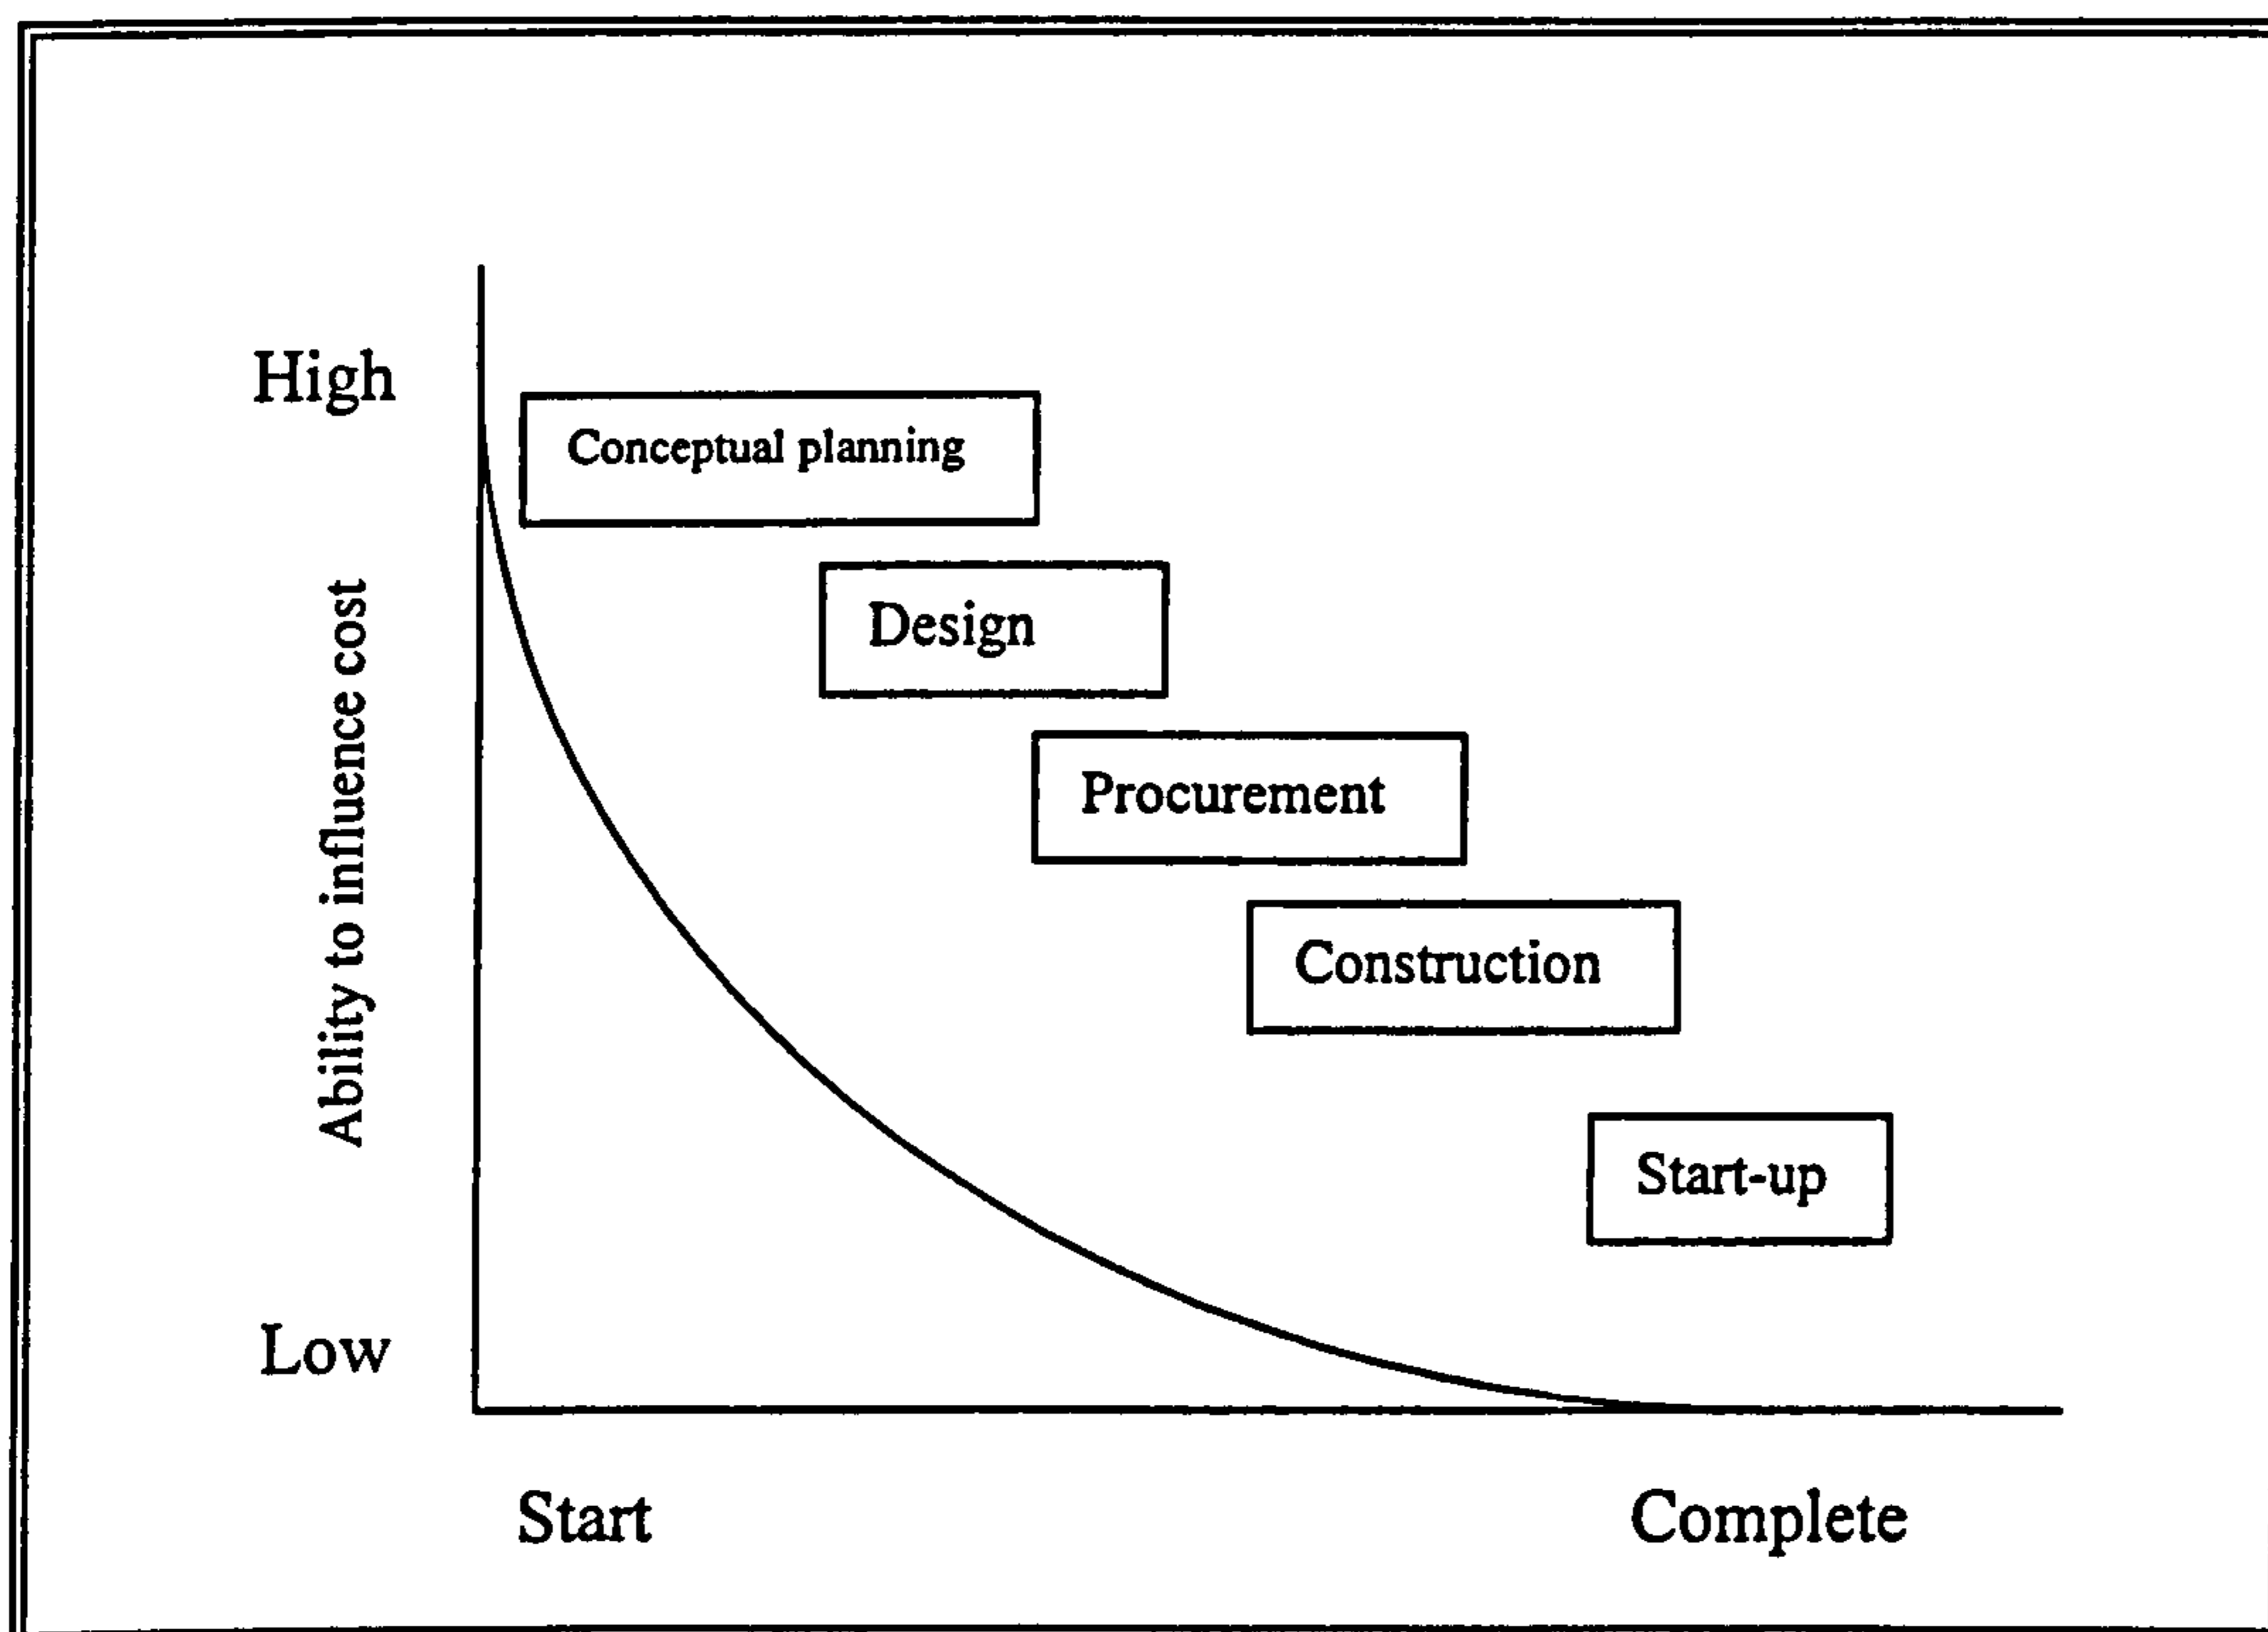 High
Conceptual planning
Design
Ability to influence cost
Procurement
Construction
Start-up
Low
Start
Complete